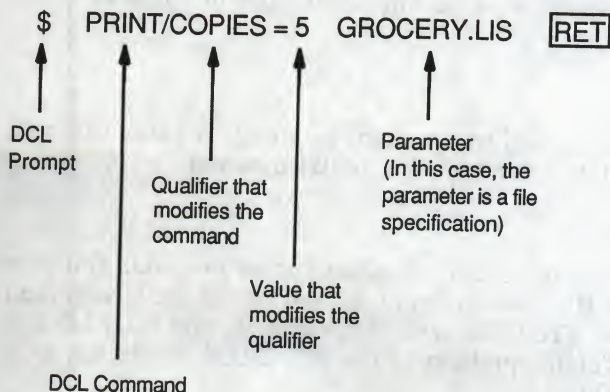 $ PRINT/COPIES = 5 GROCERY.LIS RET
DCL
Prompt
Qualifier that
modifies the
command
Parameter
(In this case, the
parameter is a file
specification)
Value that
modifies the
qualifier
DCL Command